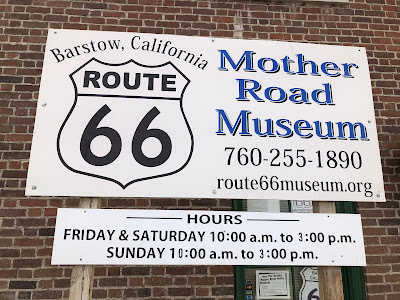 Barstow, California
ROUTE
66
Mother
Road
Museum
760-255-1890
route66museum.org
HOURS
FRIDAY & SATURDAY 10:00 a.m. to 3:00 p.m.
SUNDAY 10:00 a.m. to 3:00 p.m.